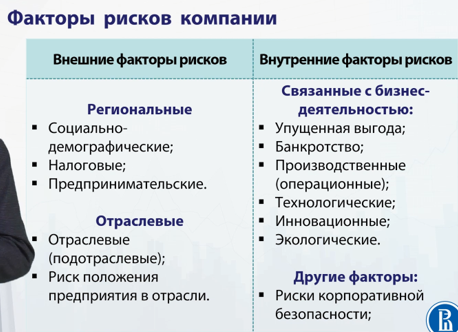 Факторы рисков компании
Внешние факторы рисков
Региональные
▪ Социально-
демографические;
▪ Налоговые;
▪ Предпринимательские.
Отраслевые
▪ Отраслевые
(подотраслевые);
▪ Риск положения
предприятия в отрасли.
Внутренние факторы рисков
Связанные с бизнес-
деятельностью:
▪ Упущенная выгода;
▪ Банкротство;
▪ Производственные
(операционные);
▪ Технологические;
▪ Инновационные;
▪ Экологические.
Другие факторы:
▪ Риски корпоративной
безопасности;